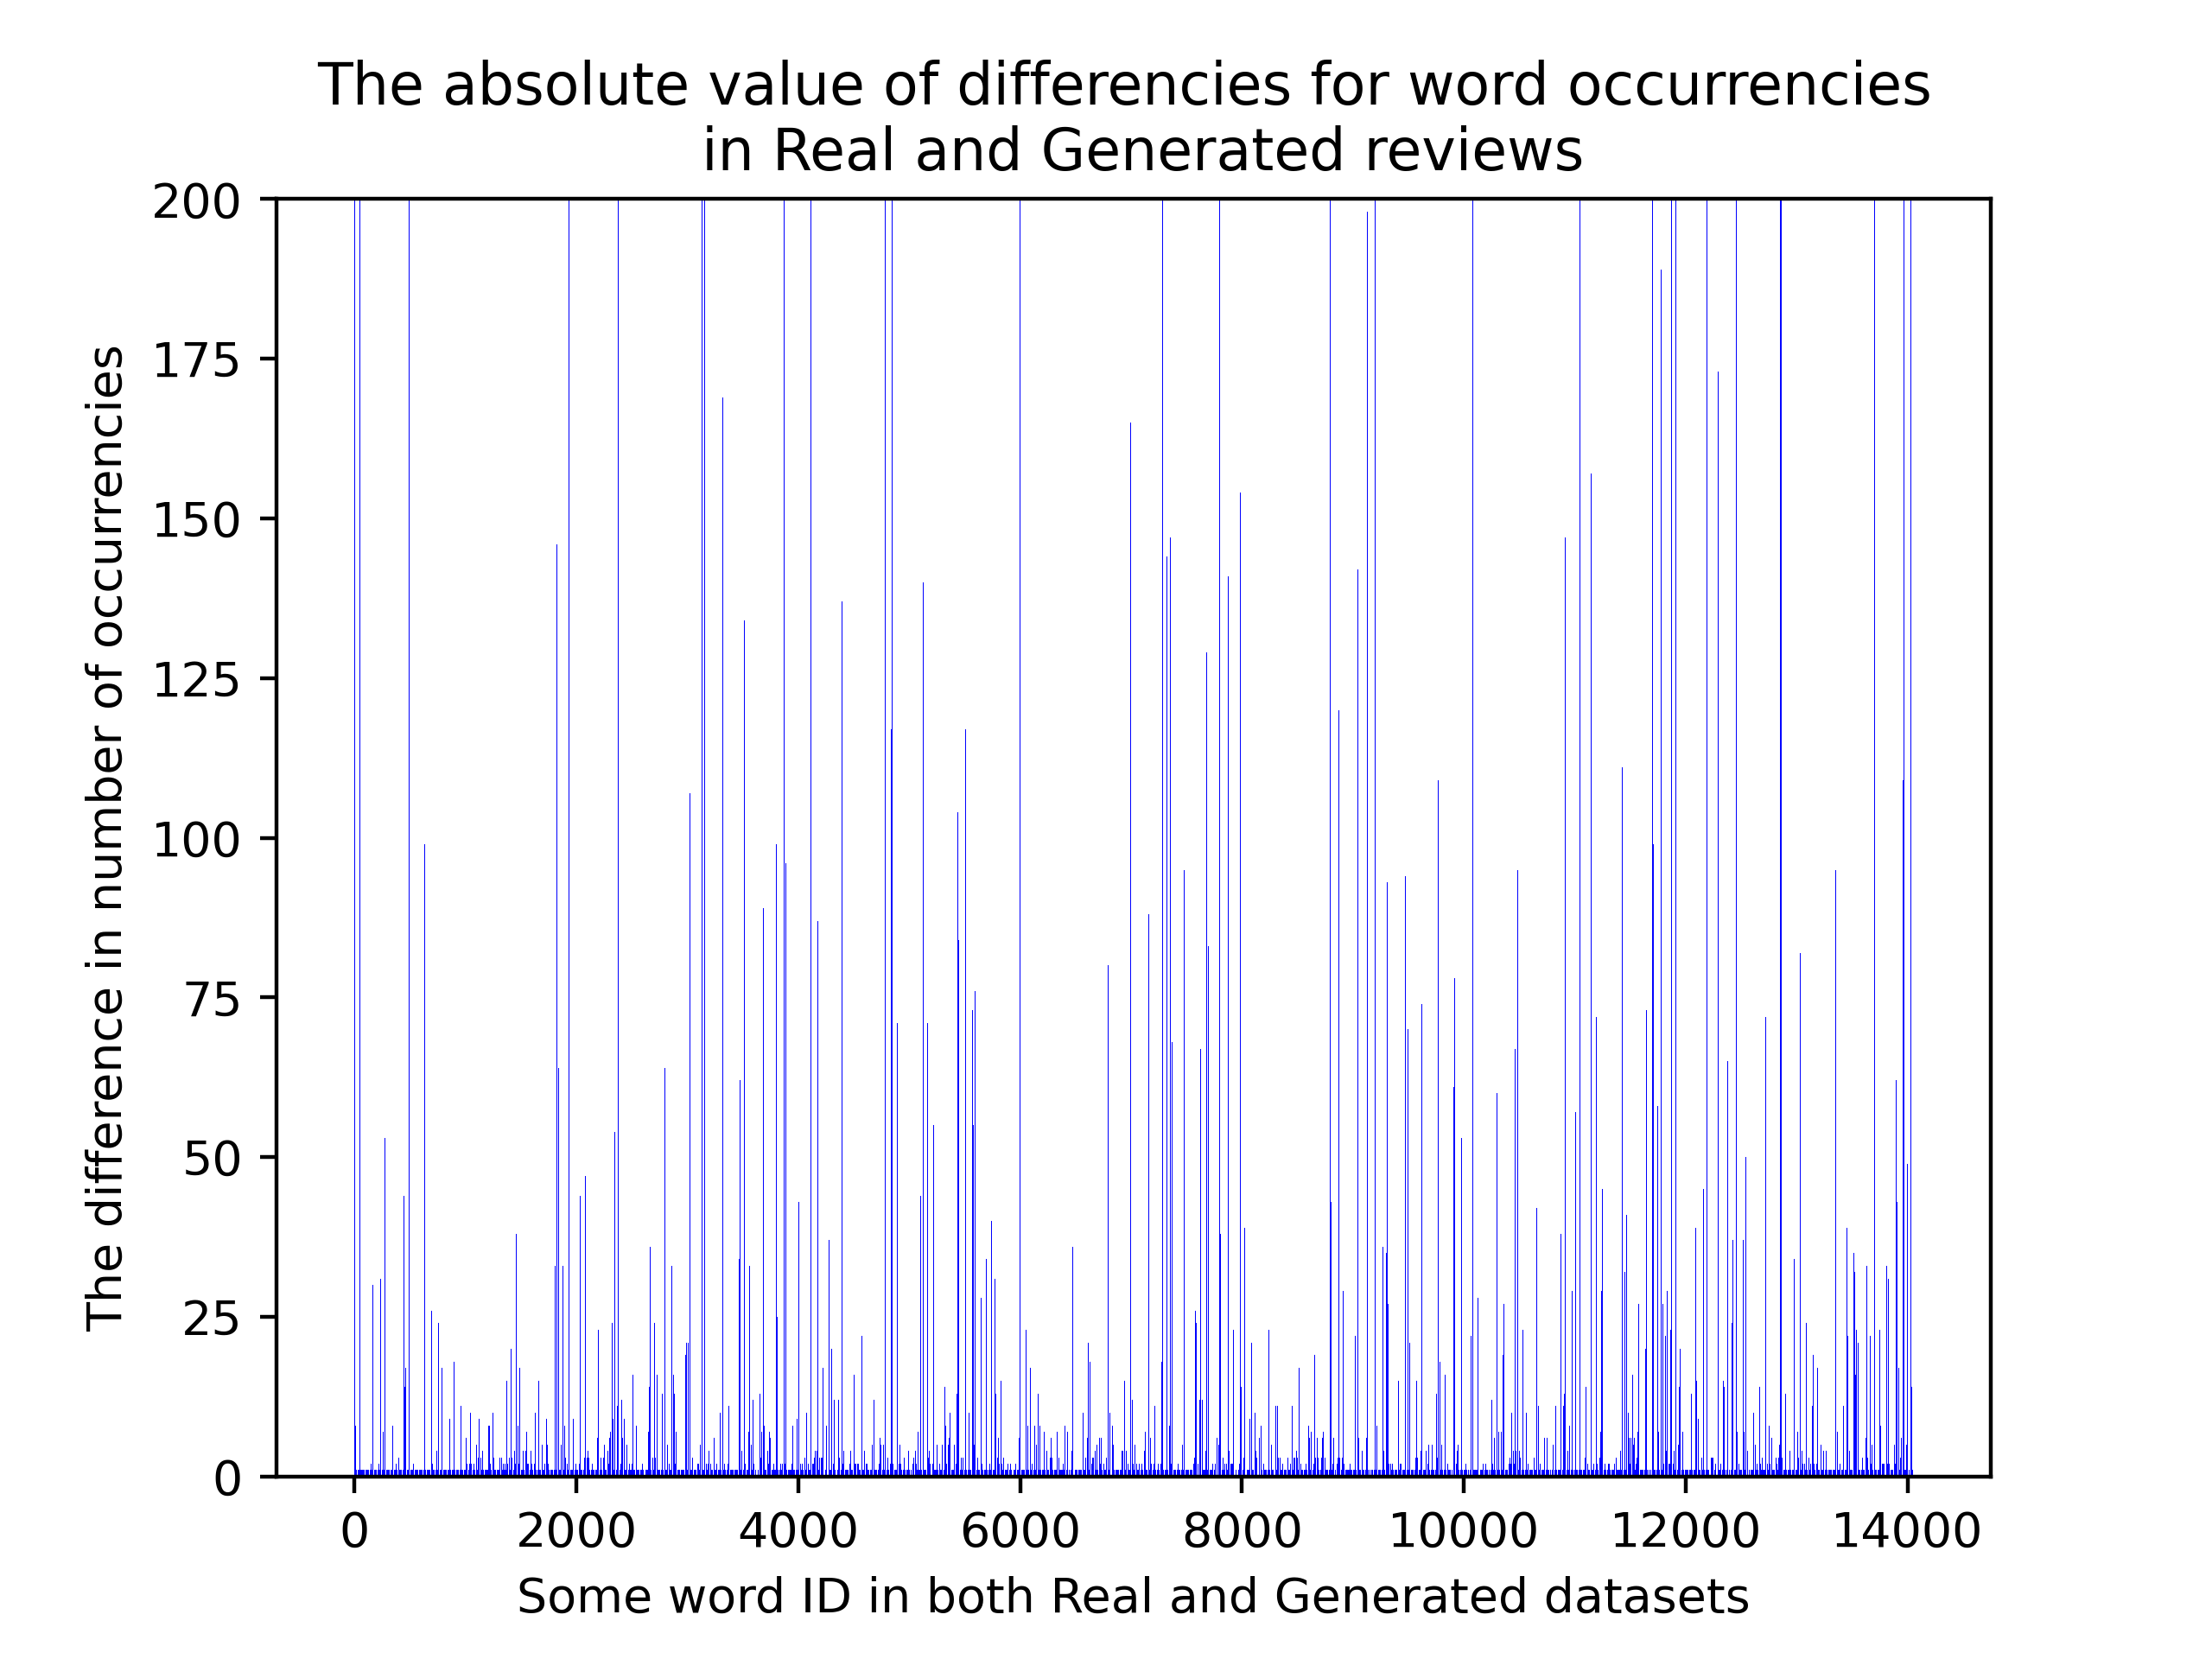 The absolute value of differencies for word occurrencies
in Real and Generated reviews
The difference in number of occurrencies
200
175
150
125
100
75
50
25
0
0 2000 4000 6000 8000 10000 12000 14000
Some word ID in both Real and Generated datasets